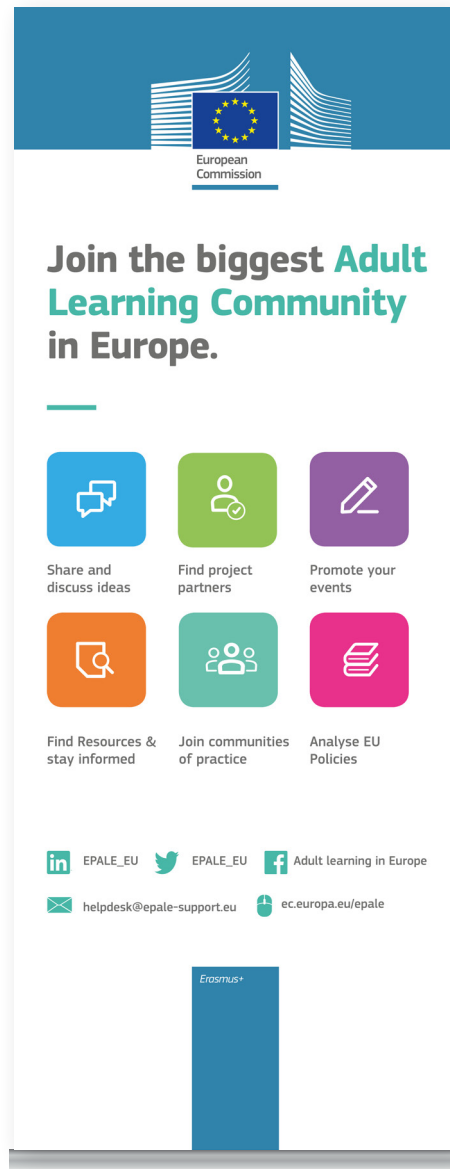 European
Commission
Join the biggest Adult
Learning Community
in Europe.
Share and
discuss ideas
Find project
partners
Promote your
events
Find Resources &
stay informed
Join communities
of practice
Analyse EU
Policies
EPALE_EU
EPALE_EU
Adult learning in Europe
helpdesk@epale-support.eu
ec.europa.eu/epale
Erasmus+